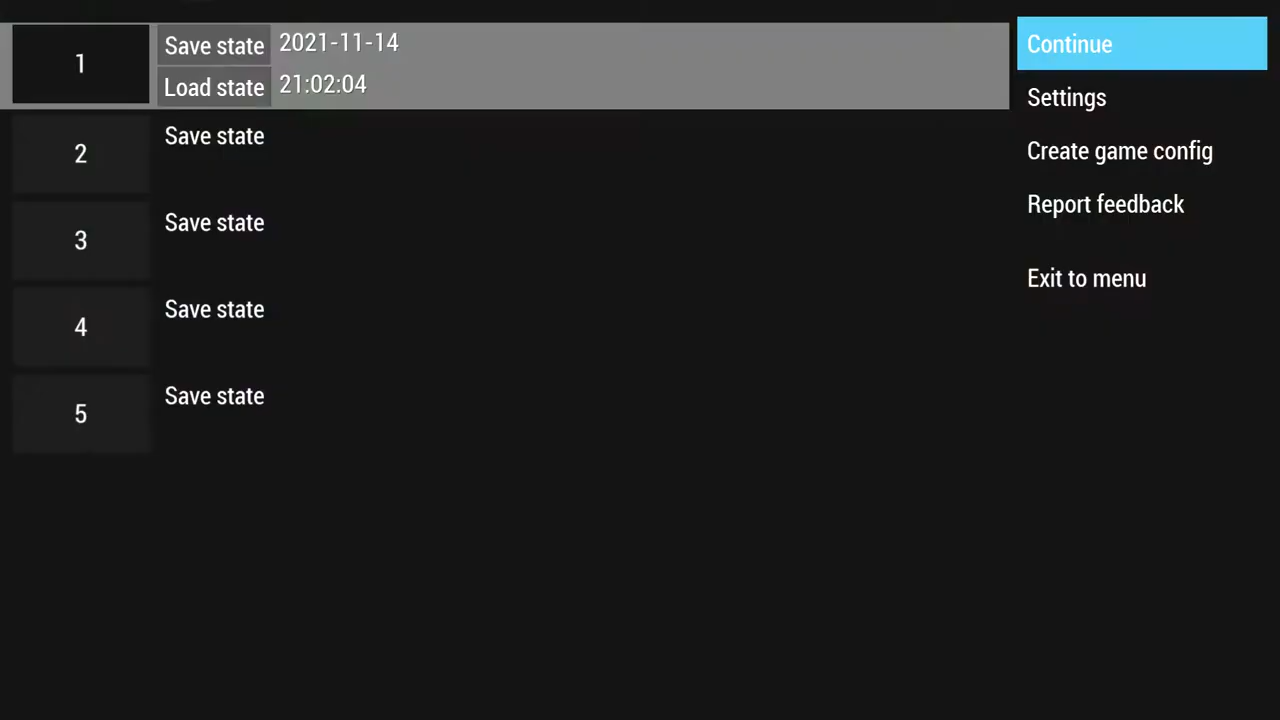 1
Save state 2021-11-14
Load state 21:02:04
2
Save state
3
Save state
4
Save state
5
Save state
Continue
Settings
Create game config
Report feedback
Exit to menu